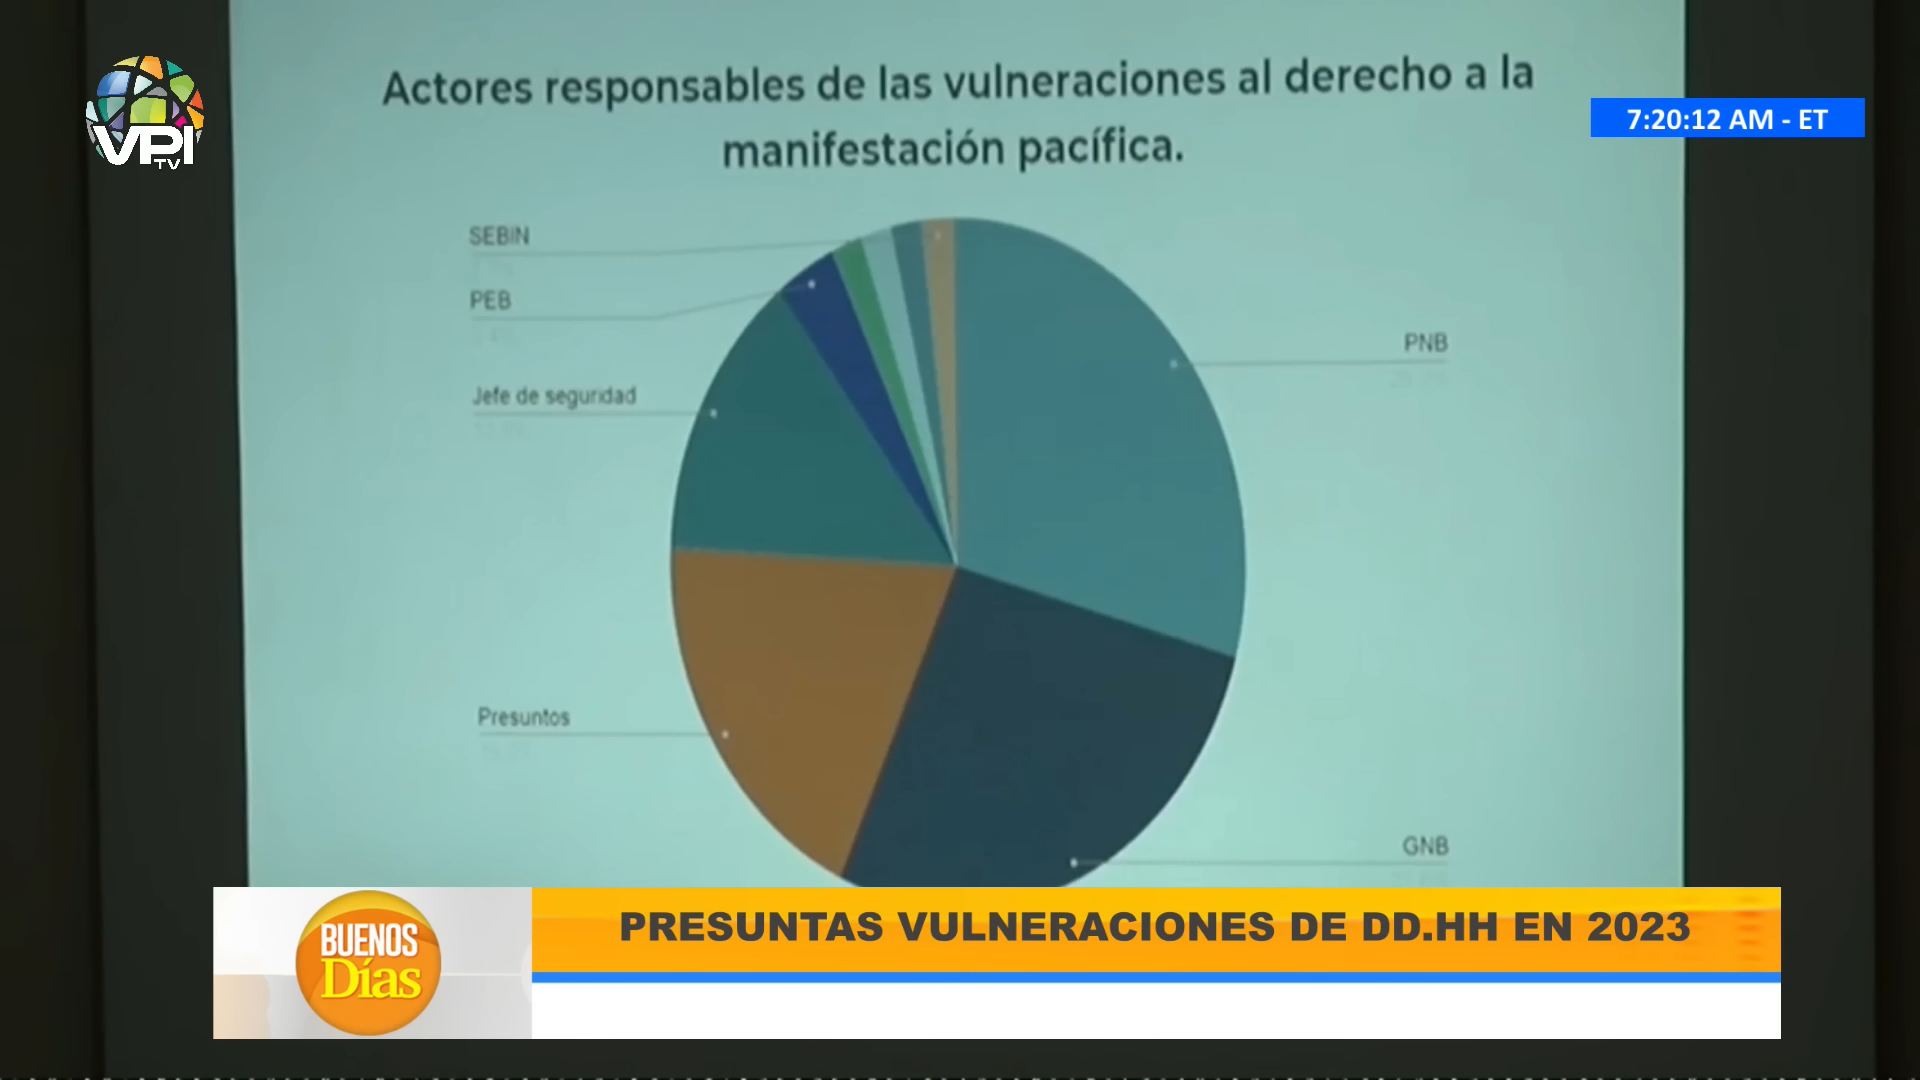 Actores responsables de las vulneraciones al derecho a la
manifestación pacífica.
VPI
TV
7:20:12 AM - ET
SEBIN
PEB
Jefe de seguridad
Presuntos
PNB
GNB
BUENOS
Días
PRESUNTAS VULNERACIONES DE DD.HH EN 2023